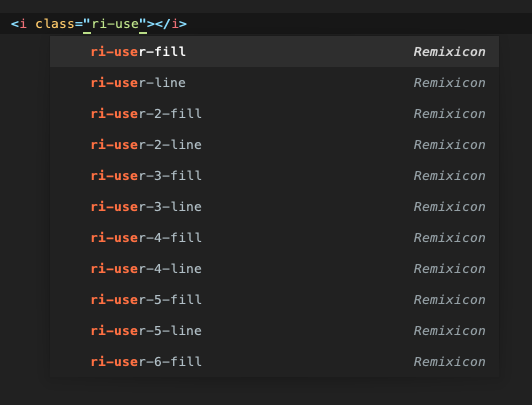 <i class="ri-use"></i>
ri-user-fill Remixicon
ri-user-line Remixicon
ri-user-2-fill Remixicon
ri-user-2-line Remixicon
ri-user-3-fill Remixicon
ri-user-3-line Remixicon
ri-user-4-fill Remixicon
ri-user-4-line Remixicon
ri-user-5-fill Remixicon
ri-user-5-line Remixicon
ri-user-6-fill Remixicon